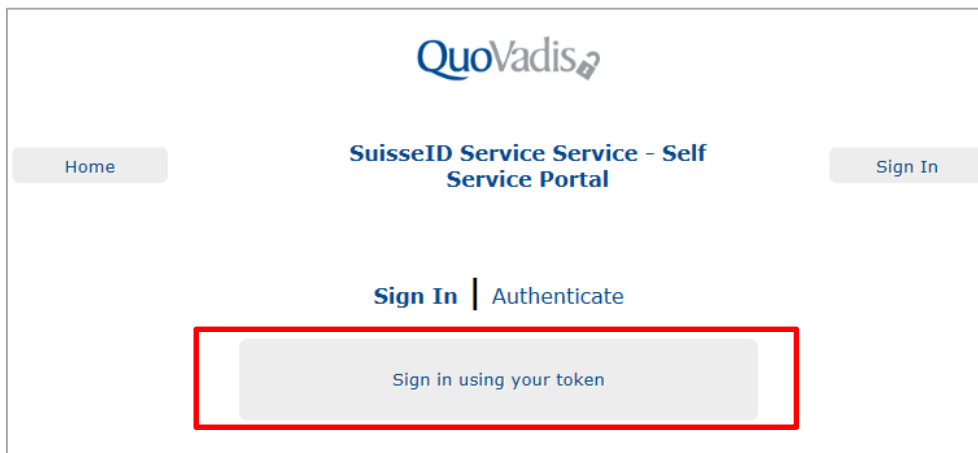 QuoVadis
Home
SuisseID Service Service - Self
Service Portal
Sign In
Sign In | Authenticate
Sign in using your token